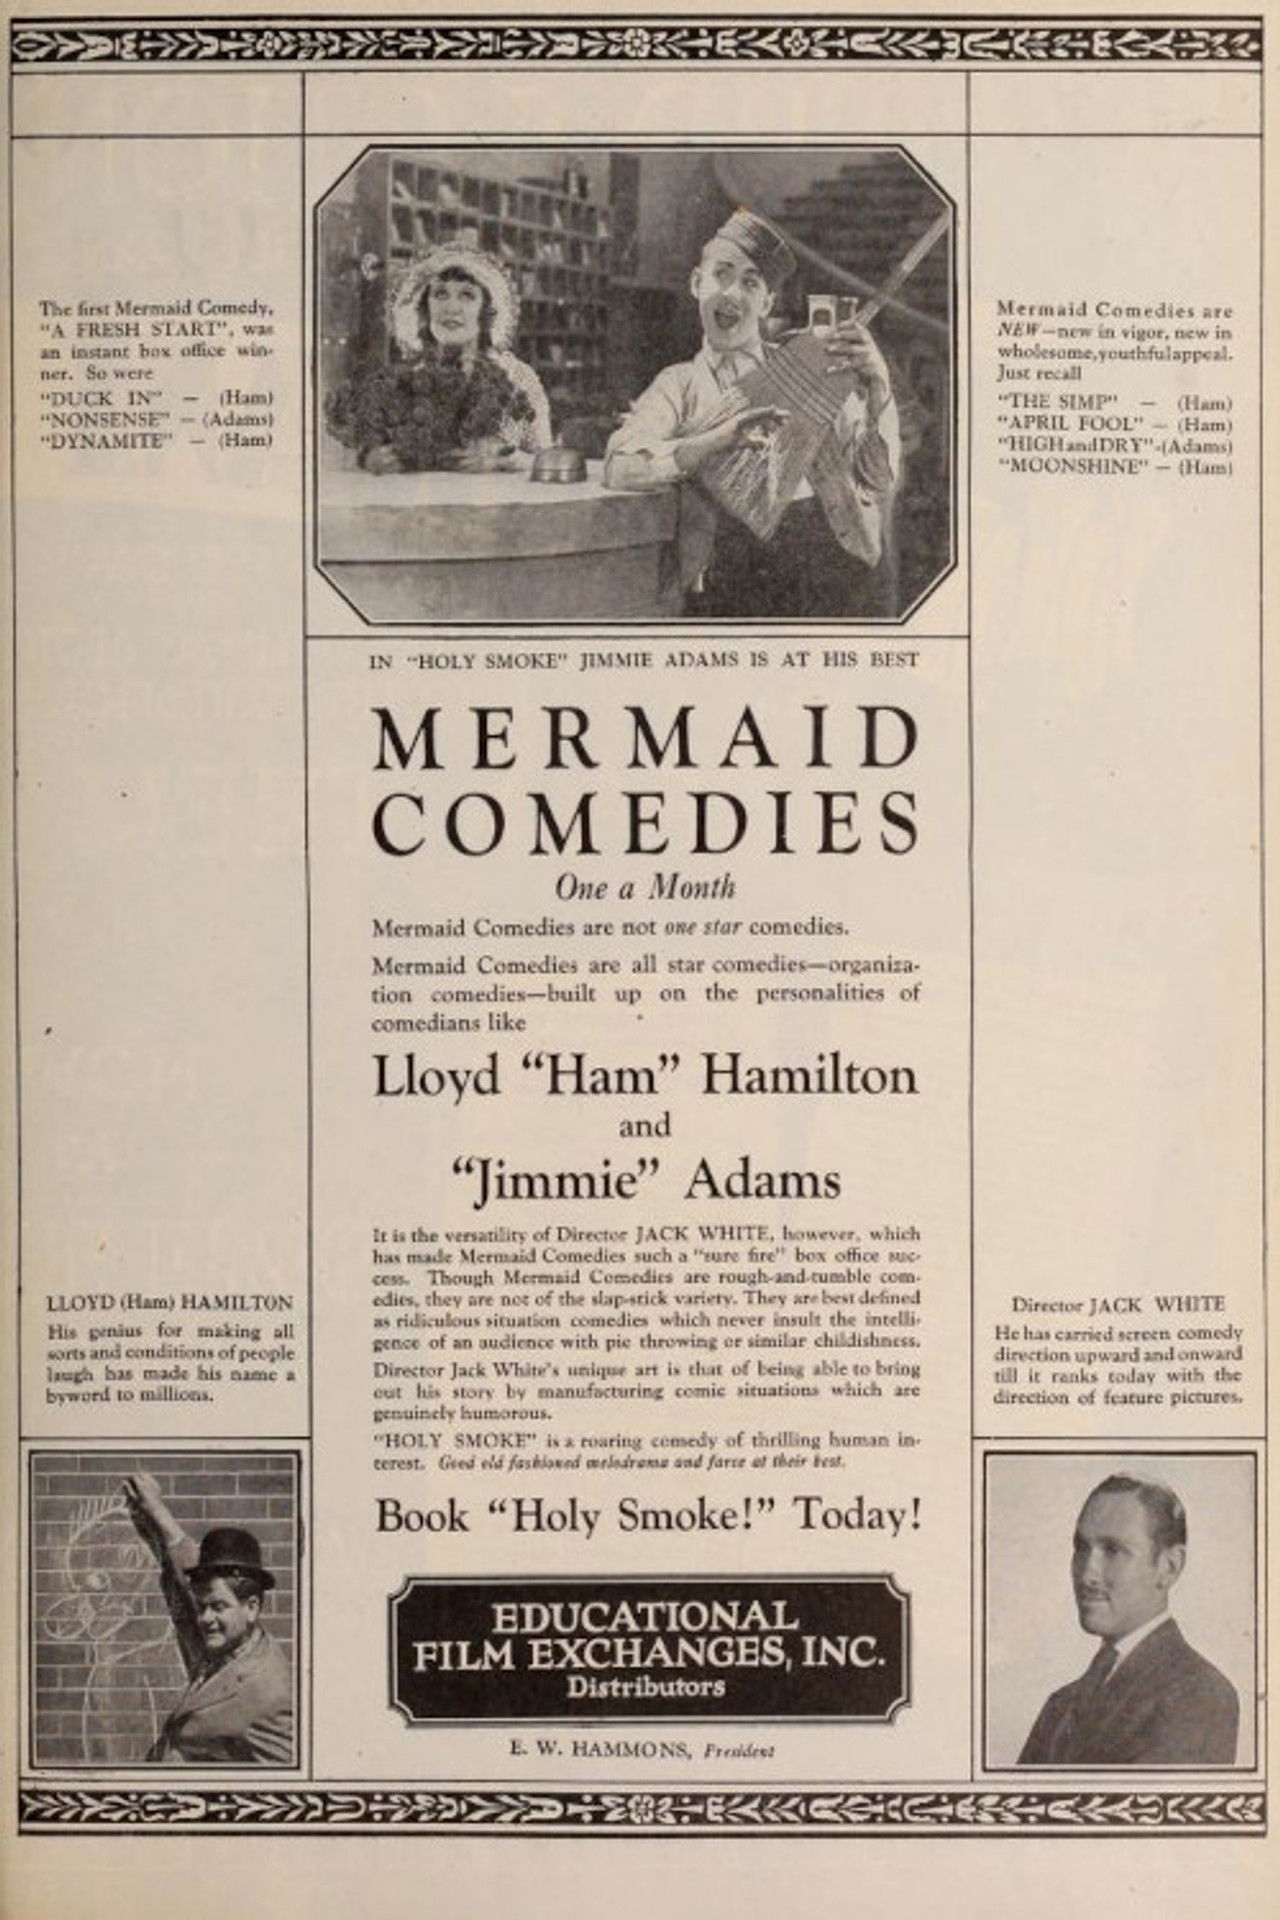 The first Mermaid Comedy,
"A FRESH START", was
an instant box office win-
ner. So were
"DUCK IN" — (Ham)
"NONSENSE" — (Adams)
"DYNAMITE" — (Ham)
Mermaid Comedies are
NEW—new in vigor, new in
wholesome, youthful appeal.
Just recall
"THE SIMP" — (Ham)
"APRIL FOOL" — (Ham)
"HIGH and DRY"-(Adams)
"MOONSHINE" — (Ham)
IN "HOLY SMOKE" JIMMIE ADAMS IS AT HIS BEST
MERMAID
COMEDIES
One a Month
Mermaid Comedies are not one star comedies.
Mermaid Comedies are all star comedies—organiza-
tion comedies—built up on the personalities of
comedians like
Lloyd "Ham" Hamilton
and
"Jimmie" Adams
It is the versatility of Director JACK WHITE, however, which
has made Mermaid Comedies such a "sure fire" box office suc-
cess. Though Mermaid Comedies are rough-and-tumble com-
edies, they are not of the slap-stick variety. They are best defined
as ridiculous situation comedies which never insult the intelli-
gence of an audience with pie throwing or similar childishness.
Director Jack White's unique art is that of being able to bring
out his story by manufacturing comic situations which are
genuinely humorous.
"HOLY SMOKE" is a roaring comedy of thrilling human in-
terest. Good old fashioned melodrama and farce at their best.
Book "Holy Smoke!" Today!
LLOYD (Ham) HAMILTON
His genius for making all
sorts and conditions of people
laugh has made his name a
byword to millions.
Director JACK WHITE
He has carried screen comedy
direction upward and onward
till it ranks today with the
direction of feature pictures.
EDUCATIONAL
FILM EXCHANGES, INC.
Distributors
E. W. HAMMONS, President